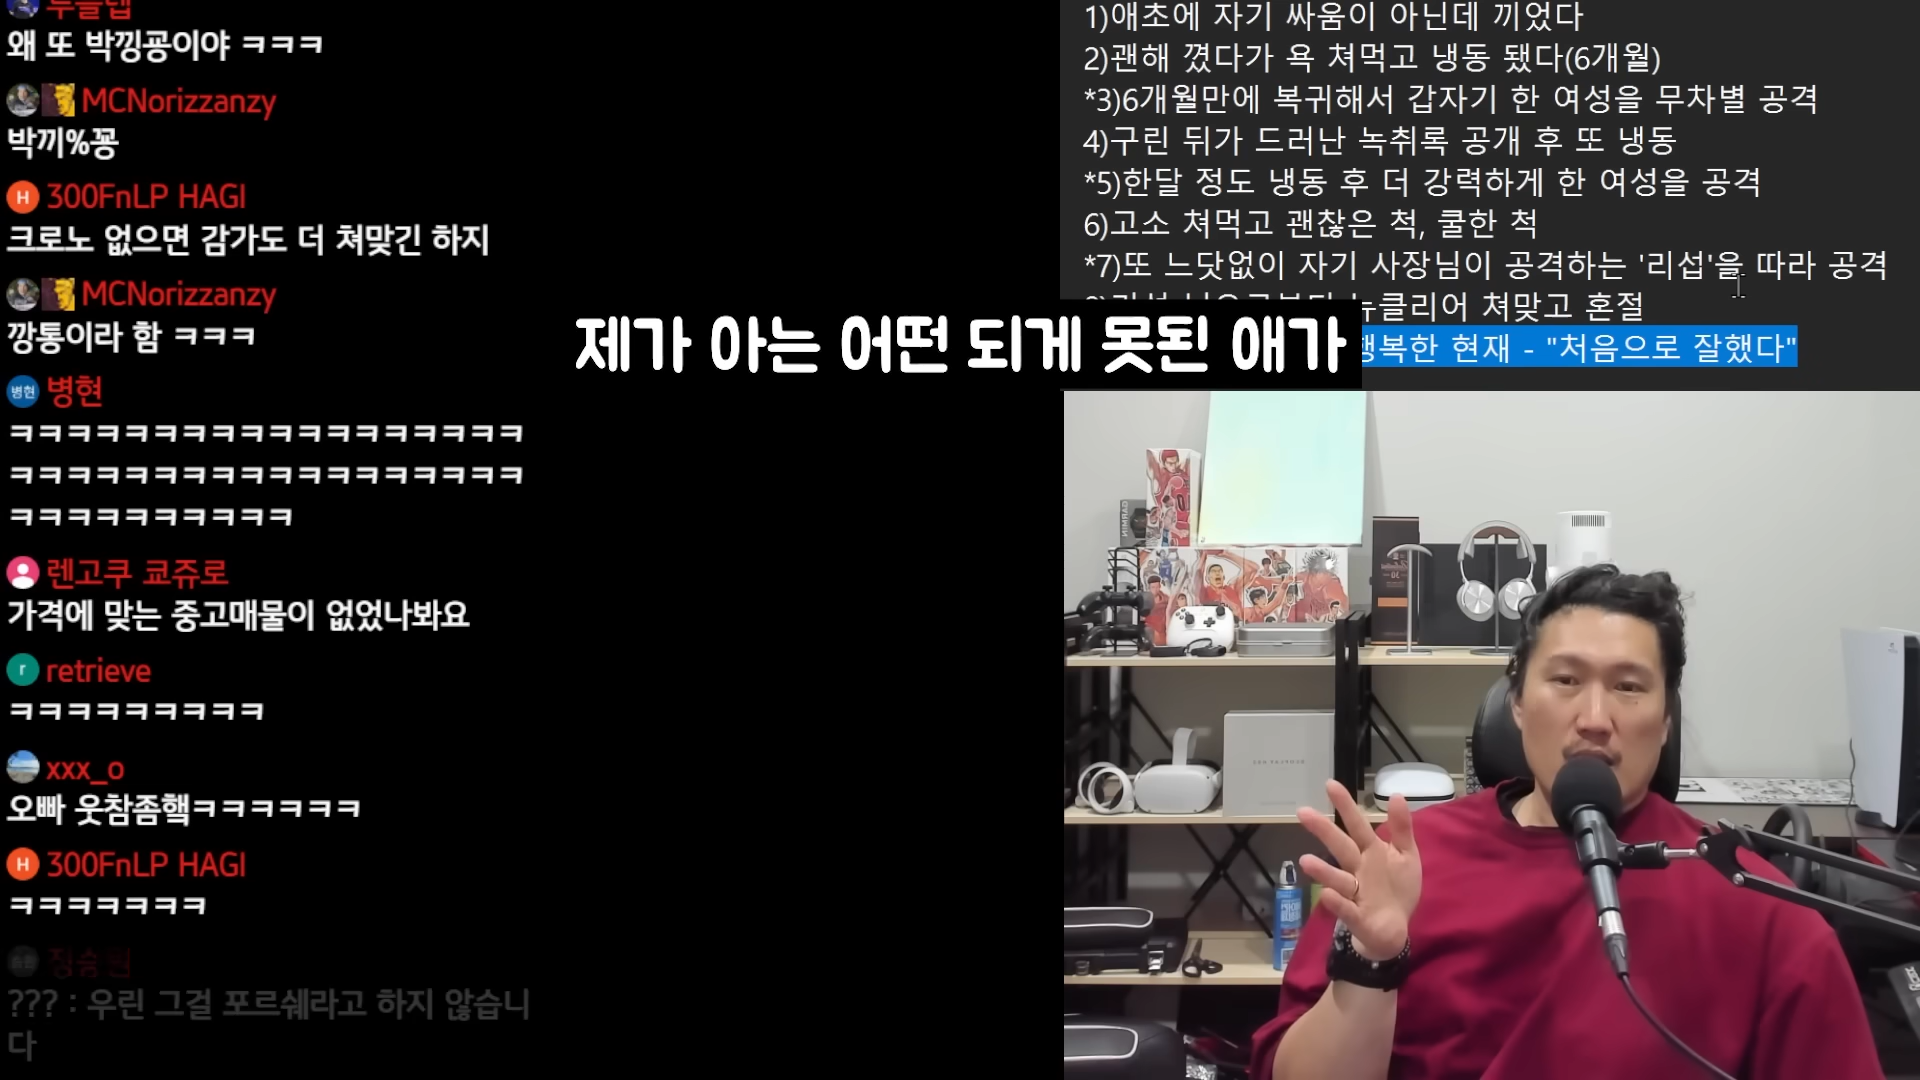 왜 또 박낑굥이야 ㅋㅋㅋ
MCNorizzanzy
박끼%꽁
H 300FnLP HAGI
크로노 없으면 감가도 더 쳐맞긴 하지
MCNorizzanzy
깡통이라 함 ㅋㅋㅋ
병현 병현
ㅋㅋㅋㅋㅋㅋㅋㅋㅋㅋㅋㅋㅋㅋㅋㅋㅋㅋ
ㅋㅋㅋㅋㅋㅋㅋㅋㅋㅋㅋㅋㅋㅋㅋㅋㅋㅋ
ㅋㅋㅋㅋㅋㅋㅋㅋㅋㅋ
렌고쿠 쿄쥬로
가격에 맞는 중고매물이 없었나봐요
r retrieve
ㅋㅋㅋㅋㅋㅋㅋㅋㅋ
xxx_o
오빠 웃참좀핵ㅋㅋㅋㅋㅋㅋ
H 300FnLP HAGI
ㅋㅋㅋㅋㅋㅋㅋ
??? : 우린 그걸 포르쉐라고 하지 않습니
다
1)애초에 자기 싸움이 아닌데 끼었다
2)괜해 꼈다가 욕 쳐먹고 냉동 됐다(6개월)
*3)6개월만에 복귀해서 갑자기 한 여성을 무차별 공격
4)구린 뒤가 드러난 녹취록 공개 후 또 냉동
*5)한달 정도 냉동 후 더 강력하게 한 여성을 공격
6)고소 쳐먹고 괜찮은 척, 쿨한 척
*7)또 느닷없이 자기 사장님이 공격하는 '리섭'을 따라 공격
뉴클리어 쳐맞고 혼절
행복한 현재 - "처음으로 잘했다"
제가 아는 어떤 되게 못된 애가